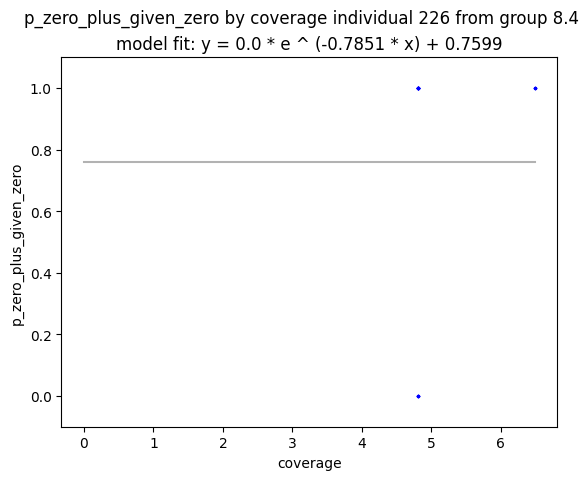 p_zero_plus_given_zero by coverage individual 226 from group 8.4
model fit: y = 0.0 * e ^ (-0.7851 * x) + 0.7599
1.0
0.8
0.6
0.4
0.2
0.0
p_zero_plus_given_zero
0 1 2 3 4 5 6
coverage